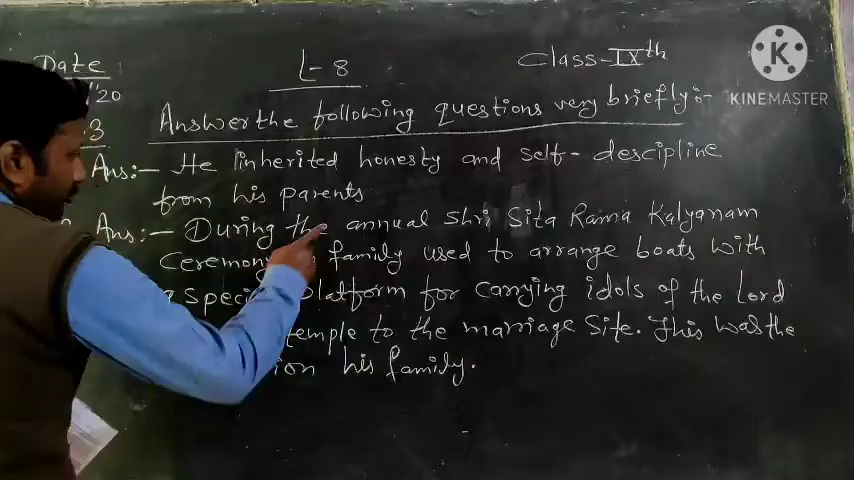 Date L-8 Class-IXth
/20
Answer the following questions very briefly:-
3
Ans:- He inherited honesty and self-descipline
from his parents
Ans:- During the annual Shri Sita Rama Kalyanam
Ceremony family used to arrange boats with
platform for carrying idols of the Lord
temple to the marriage Site. This was the
his family.
KINEMASTER